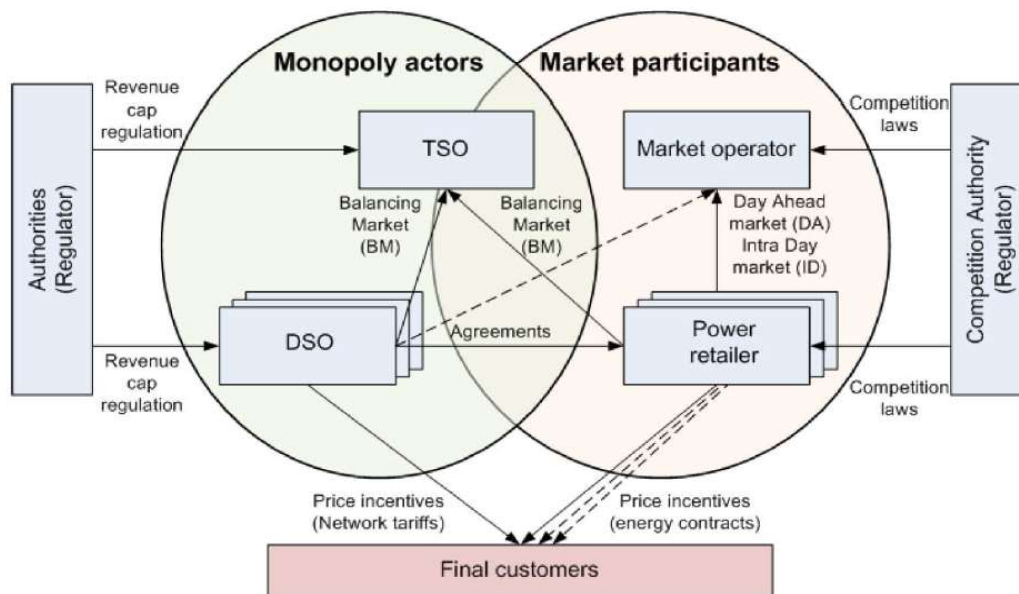 Monopoly actors
Market participants
Revenue
cap
regulation
Competition
laws
TSO
Market operator
Authorities
(Regulator)
Competition Authority
(Regulator)
Balancing
Market
(BM)
Balancing
Market
(BM)
Day Ahead
market (DA)
Intra Day
market (ID)
DSO
Agreements
Power
retailer
Revenue
cap
regulation
Competition
laws
Price incentives
(Network tariffs)
Price incentives
(energy contracts)
Final customers